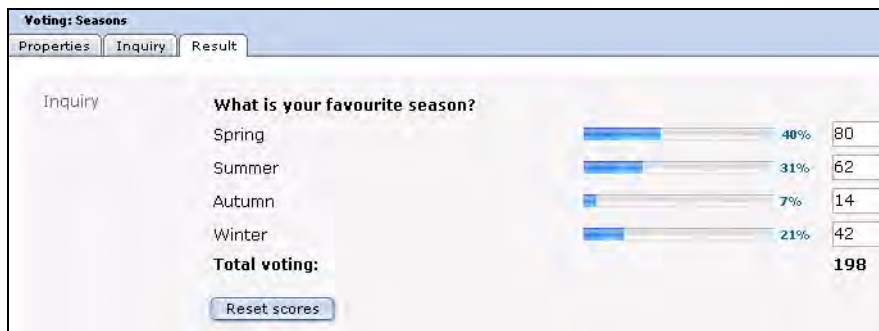 Voting: Seasons
Properties Inquiry Result
Inquiry What is your favourite season?
Spring 40% 80
Summer 31% 62
Autumn 7% 14
Winter 21% 42
Total voting: 198
Reset scores